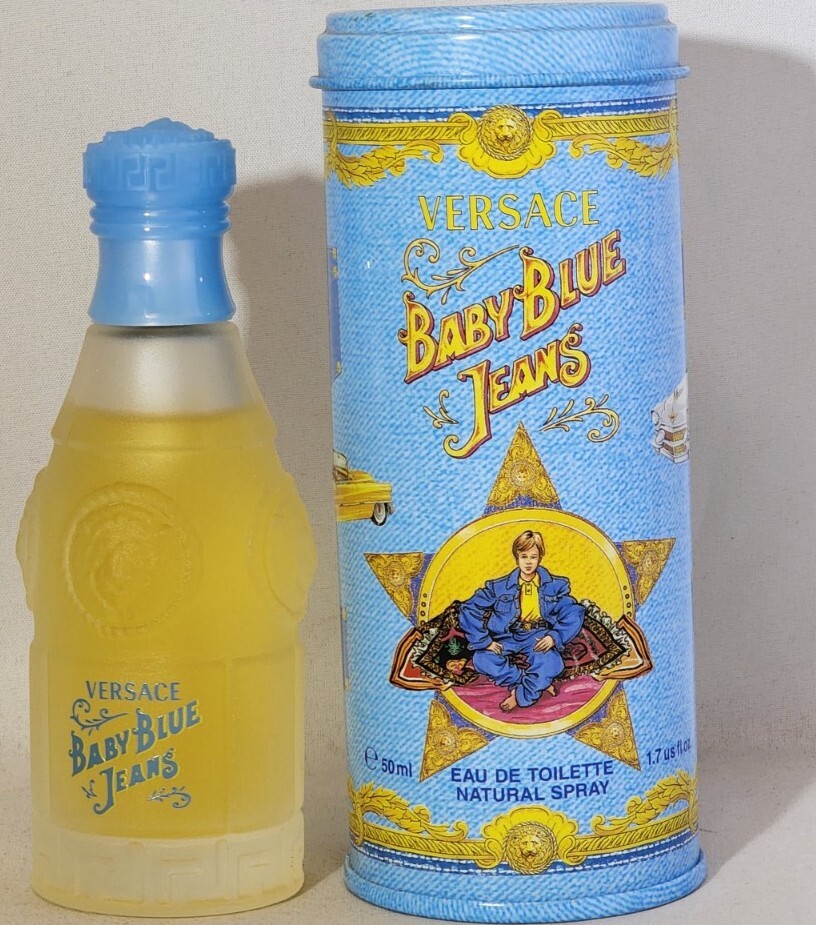 VERSACE
BABY BLUE
JEANS
VERSACE
BABY BLUE
JEANS
e 50 ml
EAU DE TOILETTE
NATURAL SPRAY
1.7 us fl.oz.